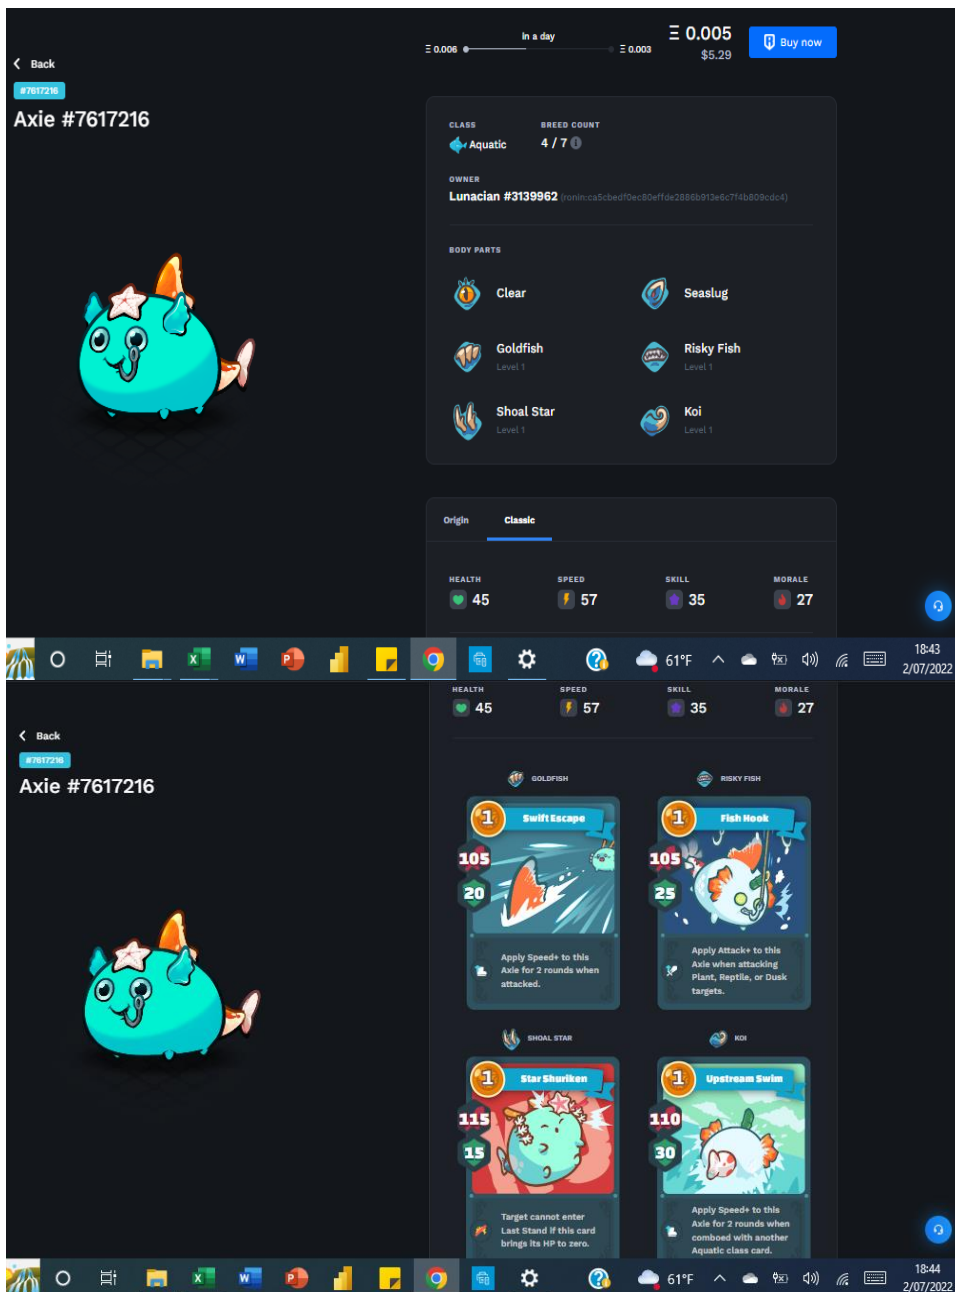 In a day
Ξ 0.006
Ξ 0.003
Ξ 0.005
$5.29
Buy now
Back
#7617216
Axie #7617216
CLASS
BREED COUNT
Aquatic
4 / 7
OWNER
Lunacian #3139962 (ronin:ca5cbedf0ec80effde2886b913e6c7f4b809cdc4)
BODY PARTS
Clear
Seaslug
Goldfish
Level 1
Risky Fish
Level 1
Shoal Star
Level 1
Koi
Level 1
Origin
Classic
HEALTH
SPEED
SKILL
MORALE
45
57
35
27
61°F
18:43
2/07/2022
HEALTH
SPEED
SKILL
MORALE
45
57
35
27
Back
#7617216
Axie #7617216
GOLDFISH
1
Swift Escape
105
20
Apply Speed+ to this
Axie for 2 rounds when
attacked.
RISKY FISH
1
Fish Hook
105
25
Apply Attack+ to this
Axie when attacking
Plant, Reptile, or Dusk
targets.
SHOAL STAR
1
Star Shuriken
115
15
Target cannot enter
Last Stand if this card
brings its HP to zero.
KOI
1
Upstream Swim
110
30
Apply Speed+ to this
Axie for 2 rounds when
comboed with another
Aquatic class card.
61°F
18:44
2/07/2022